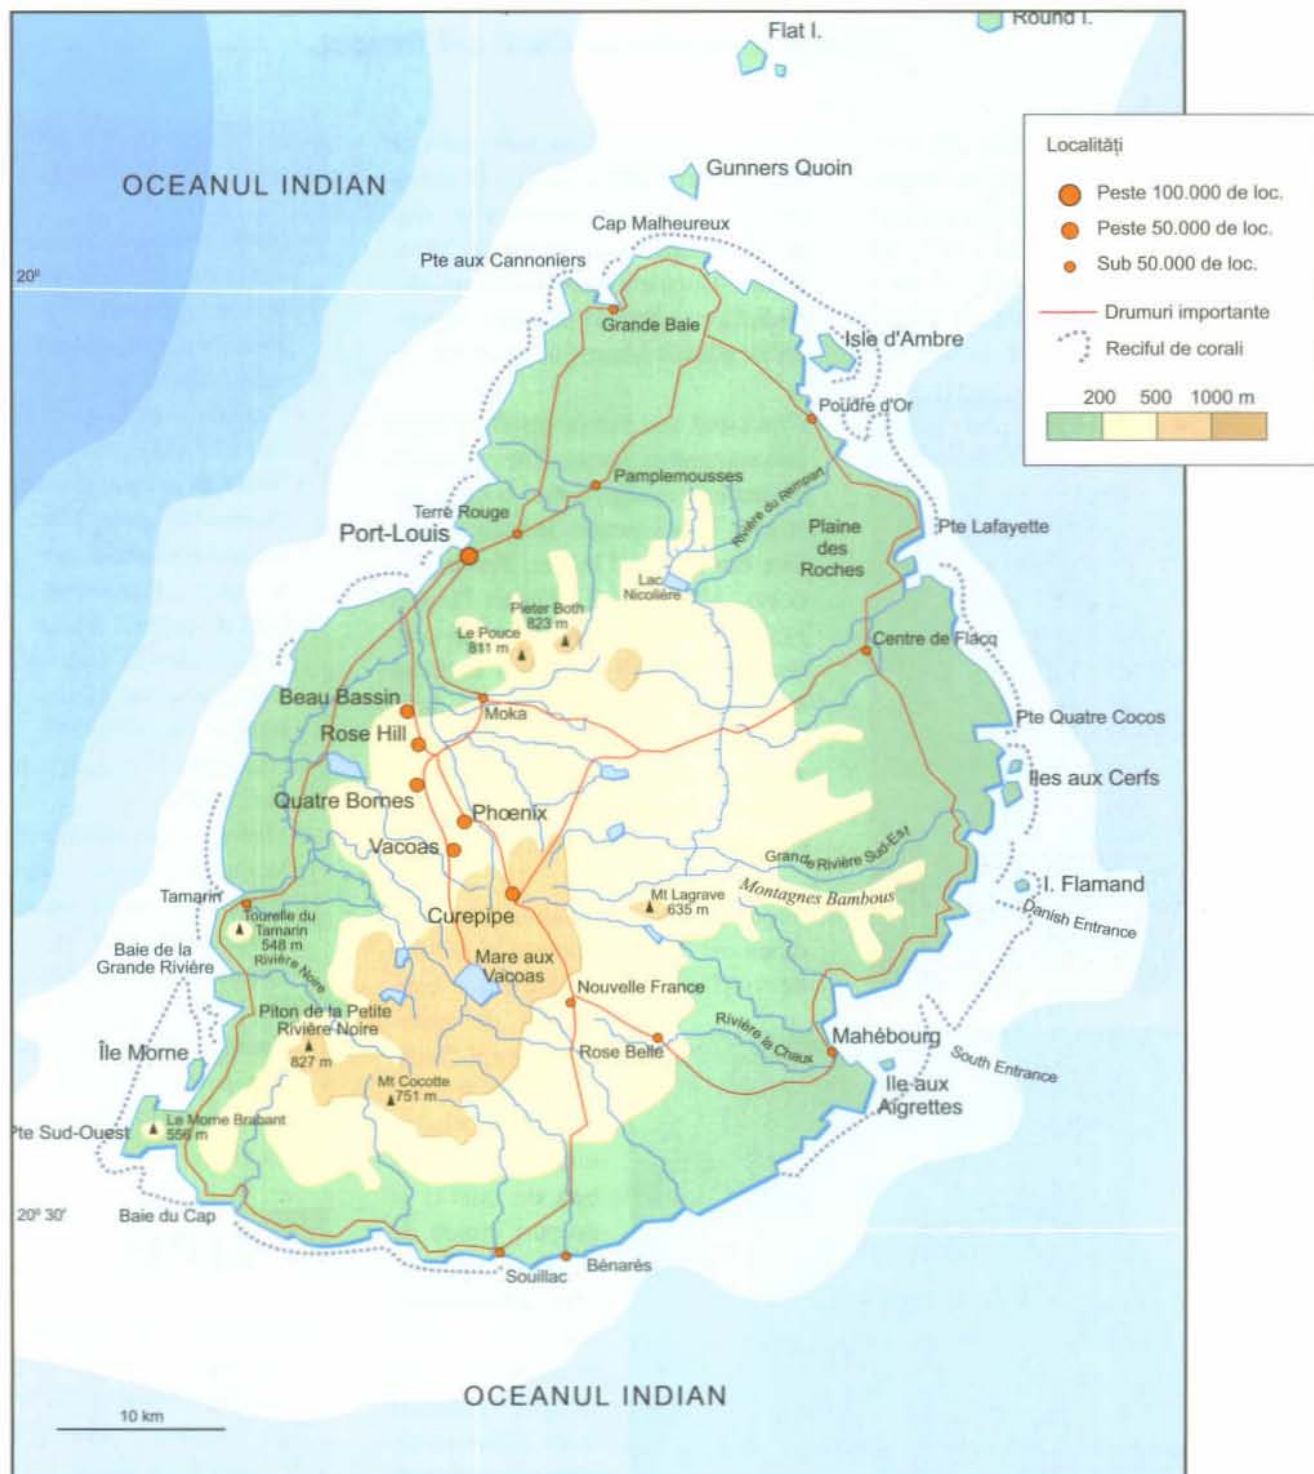 Flat I.
Round I.
OCEANUL INDIAN
Gunners Quoin
Cap Malheureux
Pte aux Cannoniers
20⁰
Grande Baie
Isle d'Ambre
Poudre d'Or
Pamplemousses
Rivière du Rempart
Terre Rouge
Port-Louis
Plaine
des
Roches
Pte Lafayette
Lac
Nicolière
Pieter Both
823 m
Le Pouce
811 m
Centre de Flacq
Beau Bassin
Moka
Pte Quatre Cocos
Rose Hill
Iles aux Cerfs
Quatre Bornes
Phœnix
Vacoas
Grande Rivière Sud-Est
Montagnes Bambous
I. Flamand
Danish Entrance
Mt Lagrave
635 m
Tamarin
Curepipe
Tourelle du
Tamarin
548 m
Baie de la
Grande Rivière
Rivière Noire
Mare aux
Vacoas
Nouvelle France
Piton de la Petite
Rivière Noire
827 m
Rose Belle
Rivière la Chaux
Mahébourg
South Entrance
Île Morne
Mt Cocotte
751 m
Ile aux
Aigrettes
Le Morne Brabant
556 m
Pte Sud-Ouest
20⁰ 30'
Baie du Cap
Souillac
Bénarés
OCEANUL INDIAN
10 km
Localităţi
Peste 100.000 de loc.
Peste 50.000 de loc.
Sub 50.000 de loc.
Drumuri importante
Reciful de corali
200 500 1000 m